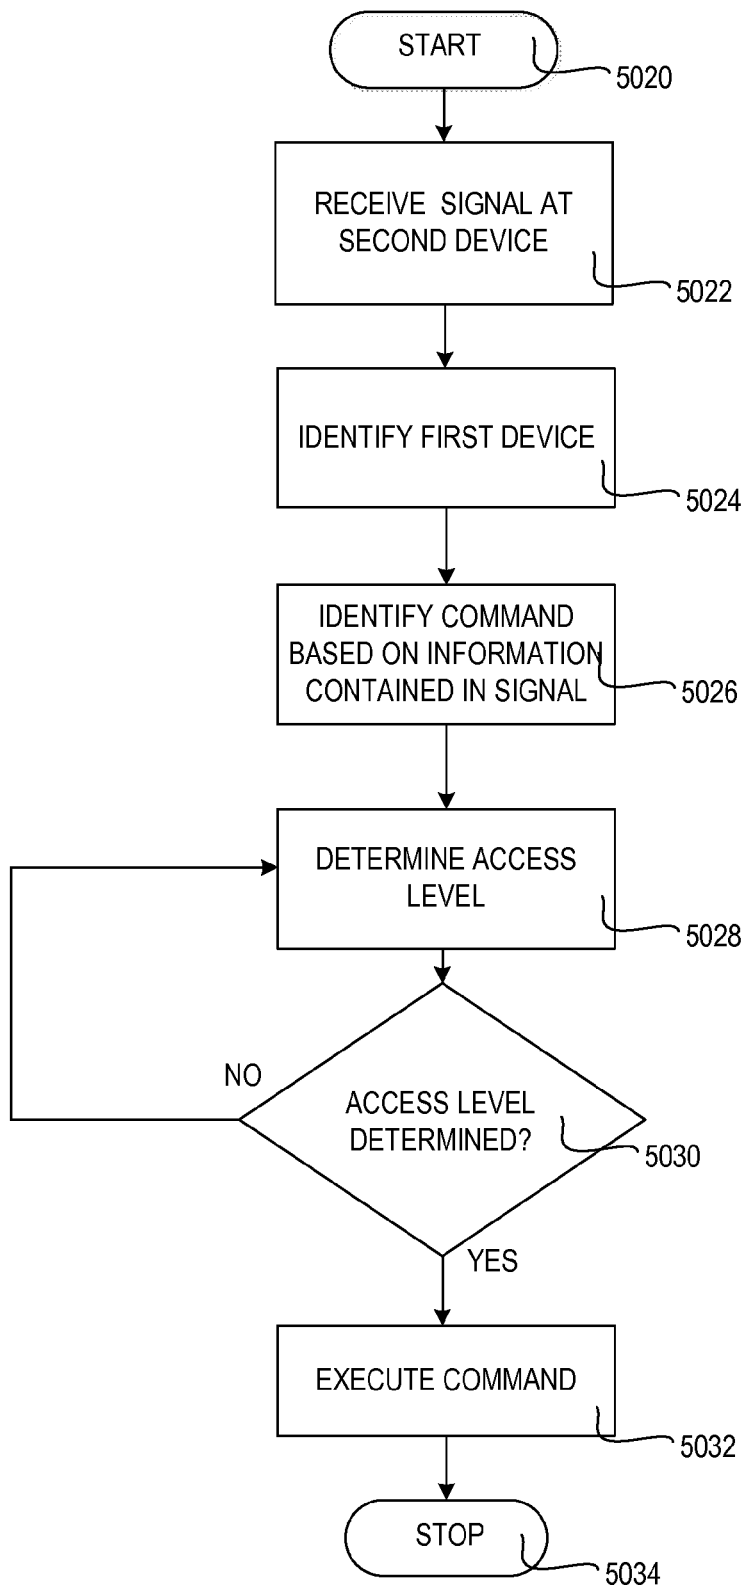 START
5020
RECEIVE SIGNAL AT
SECOND DEVICE
5022
IDENTIFY FIRST DEVICE
5024
IDENTIFY COMMAND
BASED ON INFORMATION
CONTAINED IN SIGNAL
5026
DETERMINE ACCESS
LEVEL
5028
NO
ACCESS LEVEL
DETERMINED?
5030
YES
EXECUTE COMMAND
5032
STOP
5034